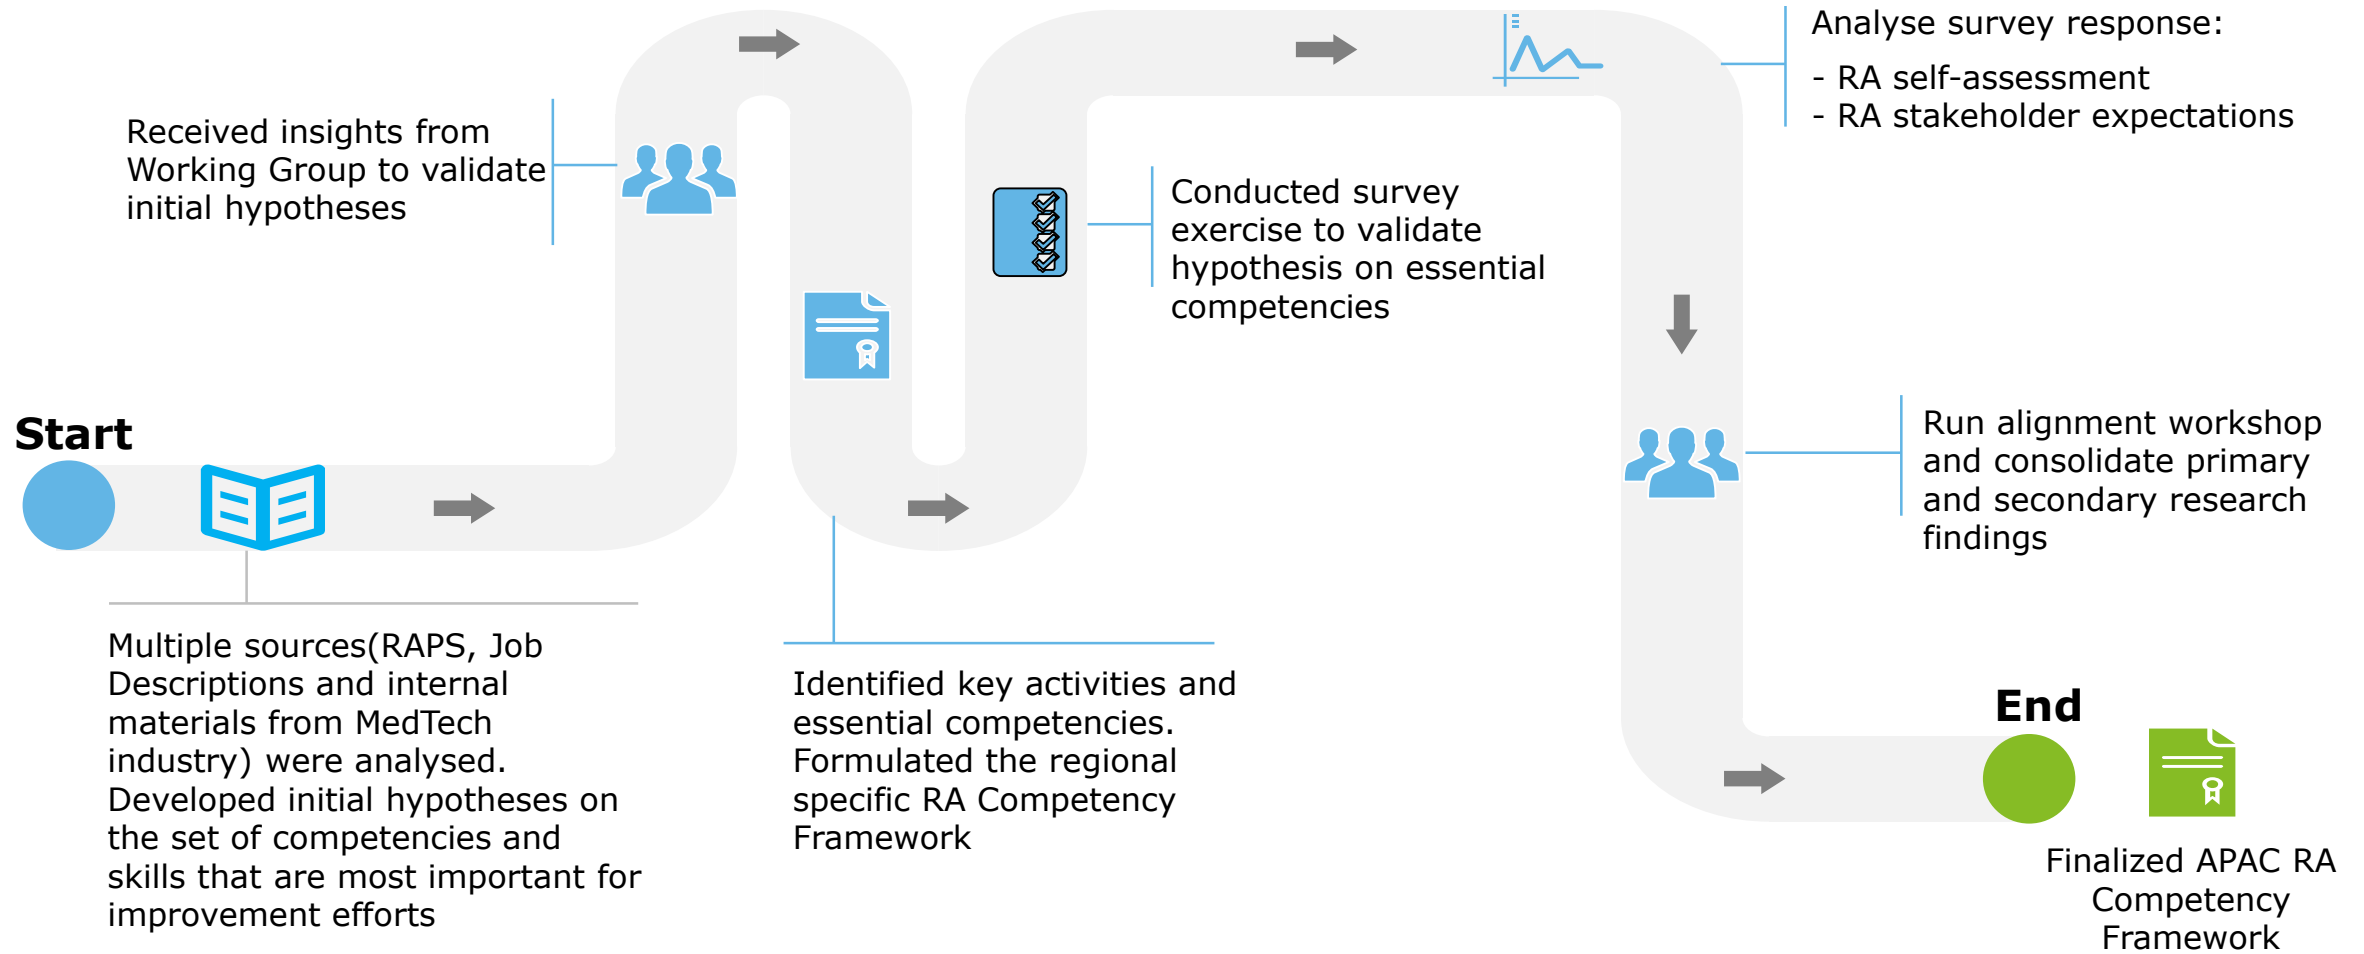 Start
Multiple sources(RAPS, Job
Descriptions and internal
materials from MedTech
industry) were analysed.
Developed initial hypotheses on
the set of competencies and
skills that are most important for
improvement efforts
Received insights from
Working Group to validate
initial hypotheses
Identified key activities and
essential competencies.
Formulated the regional
specific RA Competency
Framework
Conducted survey
exercise to validate
hypothesis on essential
competencies
Analyse survey response:
- RA self-assessment
- RA stakeholder expectations
Run alignment workshop
and consolidate primary
and secondary research
findings
End
Finalized APAC RA
Competency
Framework